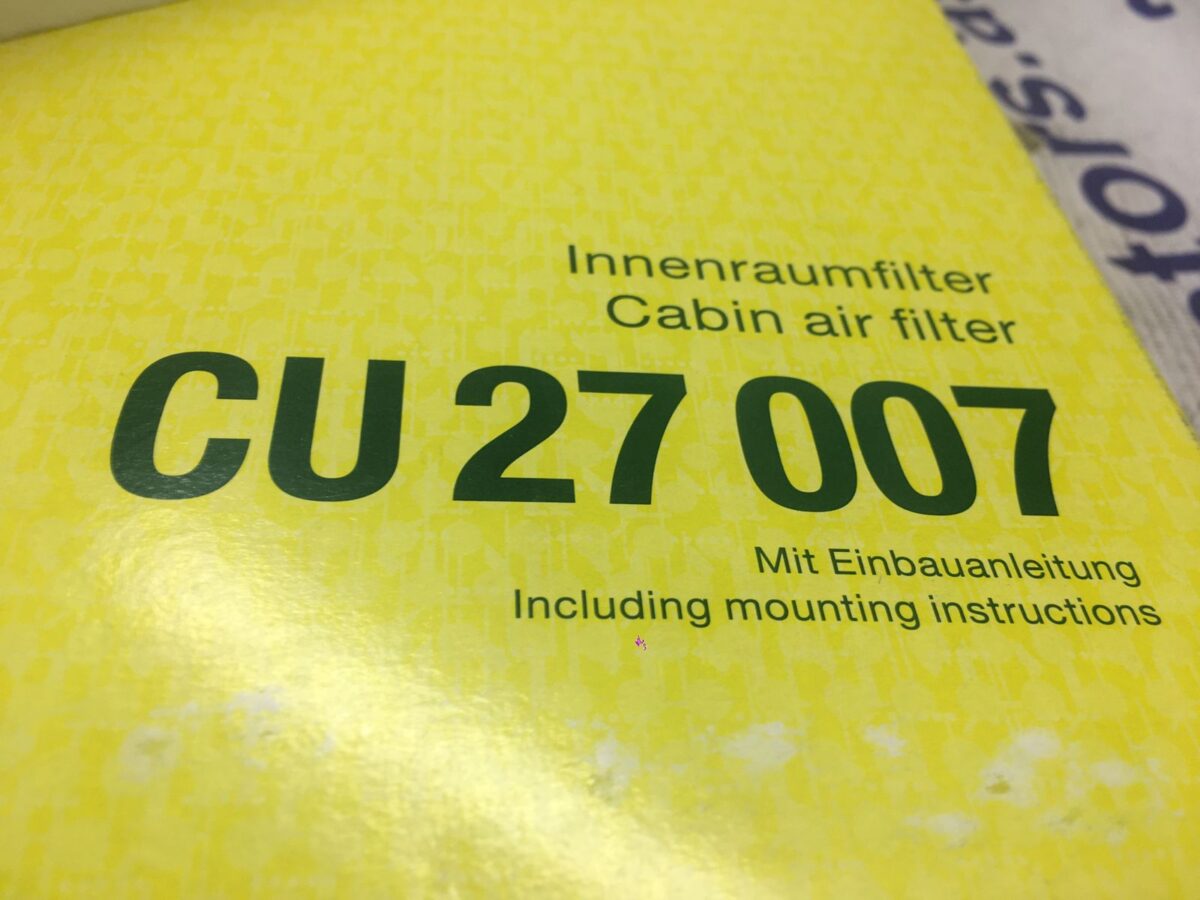 Innenraumfilter
Cabin air filter
CU 27 007
Mit Einbauanleitung
Including mounting instructions